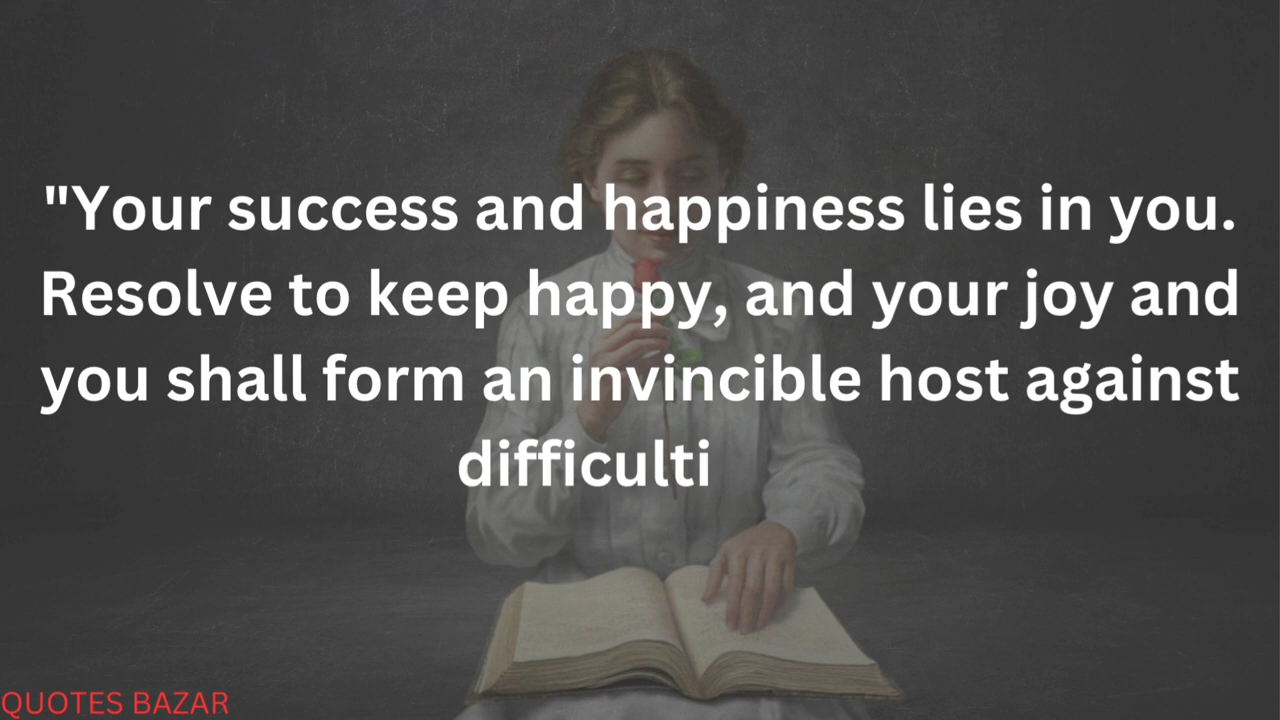 "Your success and happiness lies in you.
Resolve to keep happy, and your joy and
you shall form an invincible host against
difficulti
QUOTES BAZAR